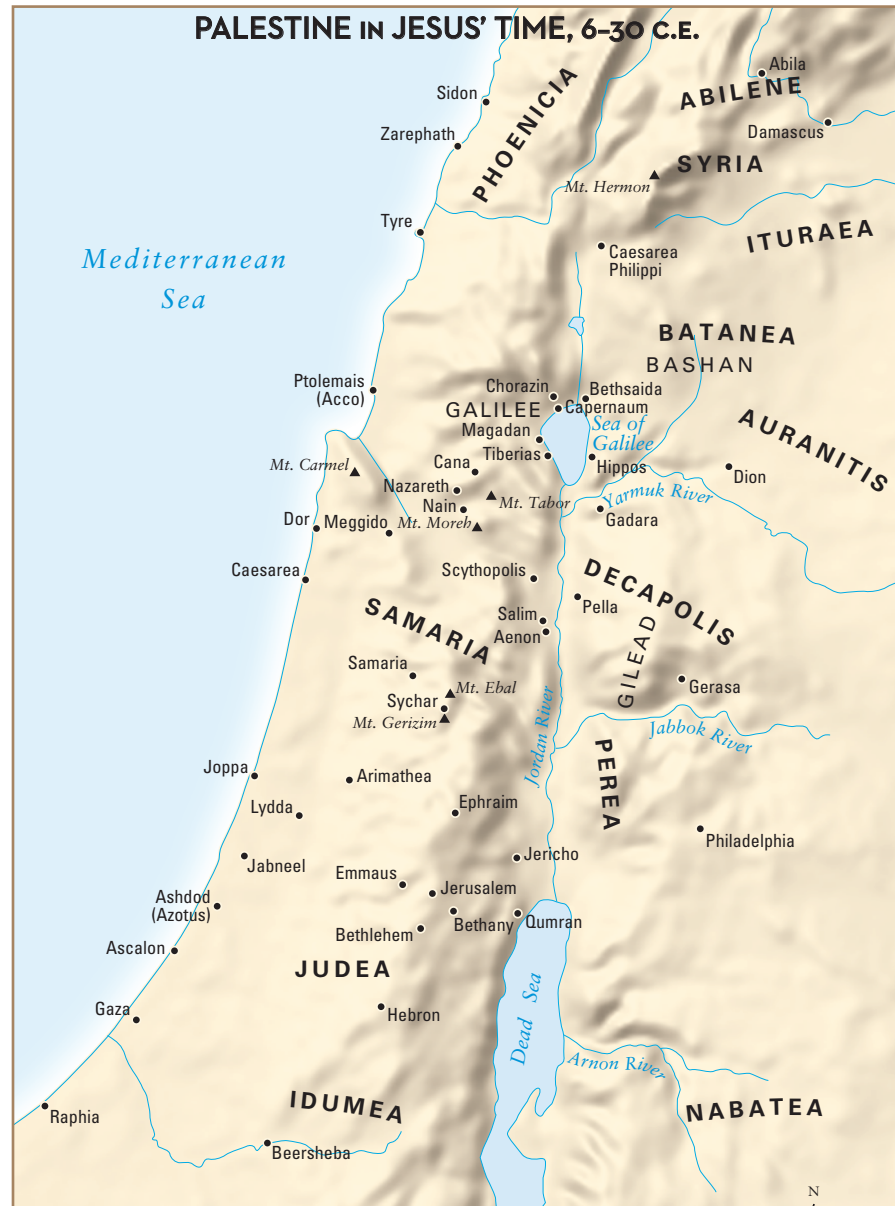 PALESTINE IN JESUS' TIME, 6–30 C.E.
Abila
ABILENE
Sidon
PHOENICIA
Damascus
Zarephath
SYRIA
Mt. Hermon
Tyre
ITURAEA
Caesarea
Philippi
Mediterranean
Sea
BATANEA
BASHAN
Ptolemais
(Acco)
Chorazin
Bethsaida
GALILEE
Capernaum
Magadan
Sea of
Galilee
AURANITIS
Tiberias
Hippos
Dion
Mt. Carmel
Cana
Nazareth
Mt. Tabor
Yarmuk River
Nain
Gadara
Dor
Meggido
Mt. Moreh
Caesarea
Scythopolis
DECAPOLIS
Pella
SAMARIA
Salim
Aenon
GILEAD
Samaria
Mt. Ebal
Gerasa
Sychar
Mt. Gerizim
Jordan River
Jabbok River
PEREA
Joppa
Arimathea
Lydda
Ephraim
Philadelphia
Jabneel
Jericho
Emmaus
Jerusalem
Ashdod
(Azotus)
Bethany
Qumran
Bethlehem
Ascalon
JUDEA
Gaza
Hebron
Dead Sea
Arnon River
IDUMEA
NABATEA
Raphia
Beersheba
N